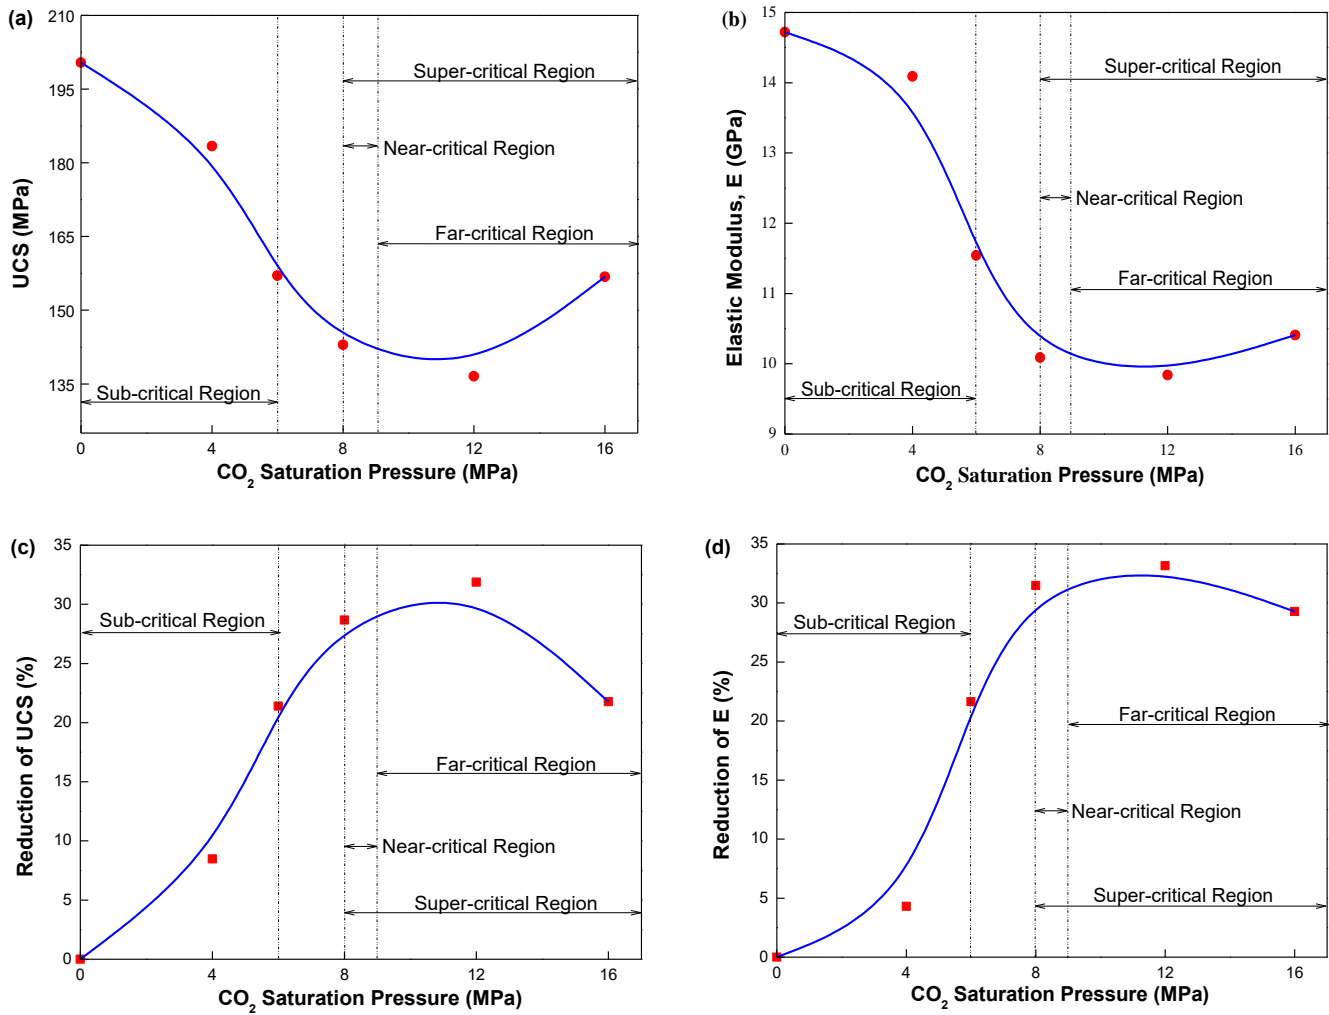 (a)
210
195
180
165
150
135
UCS (MPa)
Super-critical Region
Near-critical Region
Far-critical Region
Sub-critical Region
0 4 8 12 16
CO2 Saturation Pressure (MPa)
(b)
15
14
13
12
11
10
9
Elastic Modulus, E (GPa)
Super-critical Region
Near-critical Region
Far-critical Region
Sub-critical Region
0 4 8 12 16
CO2 Saturation Pressure (MPa)
(c)
35
30
25
20
15
10
5
0
Reduction of UCS (%)
Sub-critical Region
Far-critical Region
Near-critical Region
Super-critical Region
0 4 8 12 16
CO2 Saturation Pressure (MPa)
(d)
35
30
25
20
15
10
5
0
Reduction of E (%)
Sub-critical Region
Far-critical Region
Near-critical Region
Super-critical Region
0 4 8 12 16
CO2 Saturation Pressure (MPa)